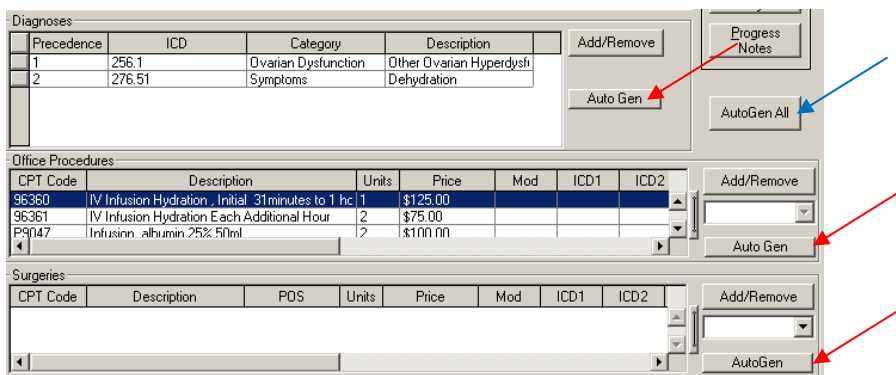 Diagnoses
Precedence ICD Category Description
1 256.1 Ovarian Dysfunction Other Ovarian Hyperdysfu
2 276.51 Symptoms Dehydration
Add/Remove
Auto Gen
Progress
Notes
AutoGen All
Office Procedures
CPT Code Description Units Price Mod ICD1 ICD2
96360 IV Infusion Hydration , Initial 31minutes to 1 hc 1 $125.00
96361 IV Infusion Hydration Each Additional Hour 2 $75.00
P9047 Infusion, albumin 25% 50ml 2 $100.00
Add/Remove
Auto Gen
Surgeries
CPT Code Description POS Units Price Mod ICD1 ICD2
Add/Remove
AutoGen